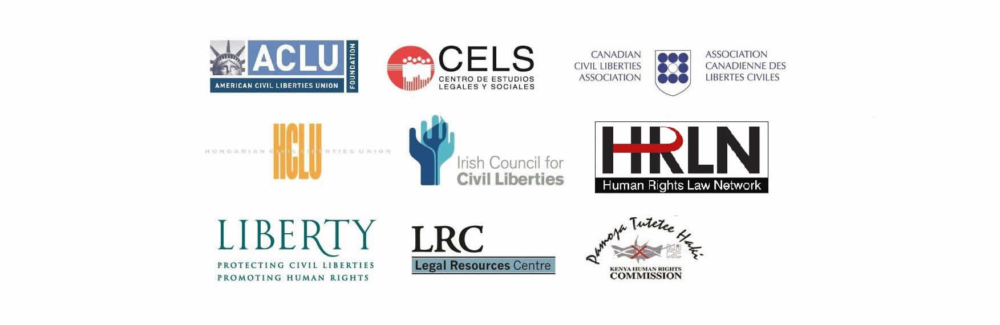 ACLU
FOUNDATION
AMERICAN CIVIL LIBERTIES UNION
CELS
CENTRO DE ESTUDIOS
LEGALES Y SOCIALES
CANADIAN
CIVIL LIBERTIES
ASSOCIATION
ASSOCIATION
CANADIENNE DES
LIBERTES CIVILES
HCLU
HUNGARIAN CIVIL LIBERTIES UNION
Irish Council for
Civil Liberties
HRLN
Human Rights Law Network
LIBERTY
PROTECTING CIVIL LIBERTIES
PROMOTING HUMAN RIGHTS
LRC
Legal Resources Centre
Pamoja Tutetee Haki
KH
RC
KENYA HUMAN RIGHTS
COMMISSION